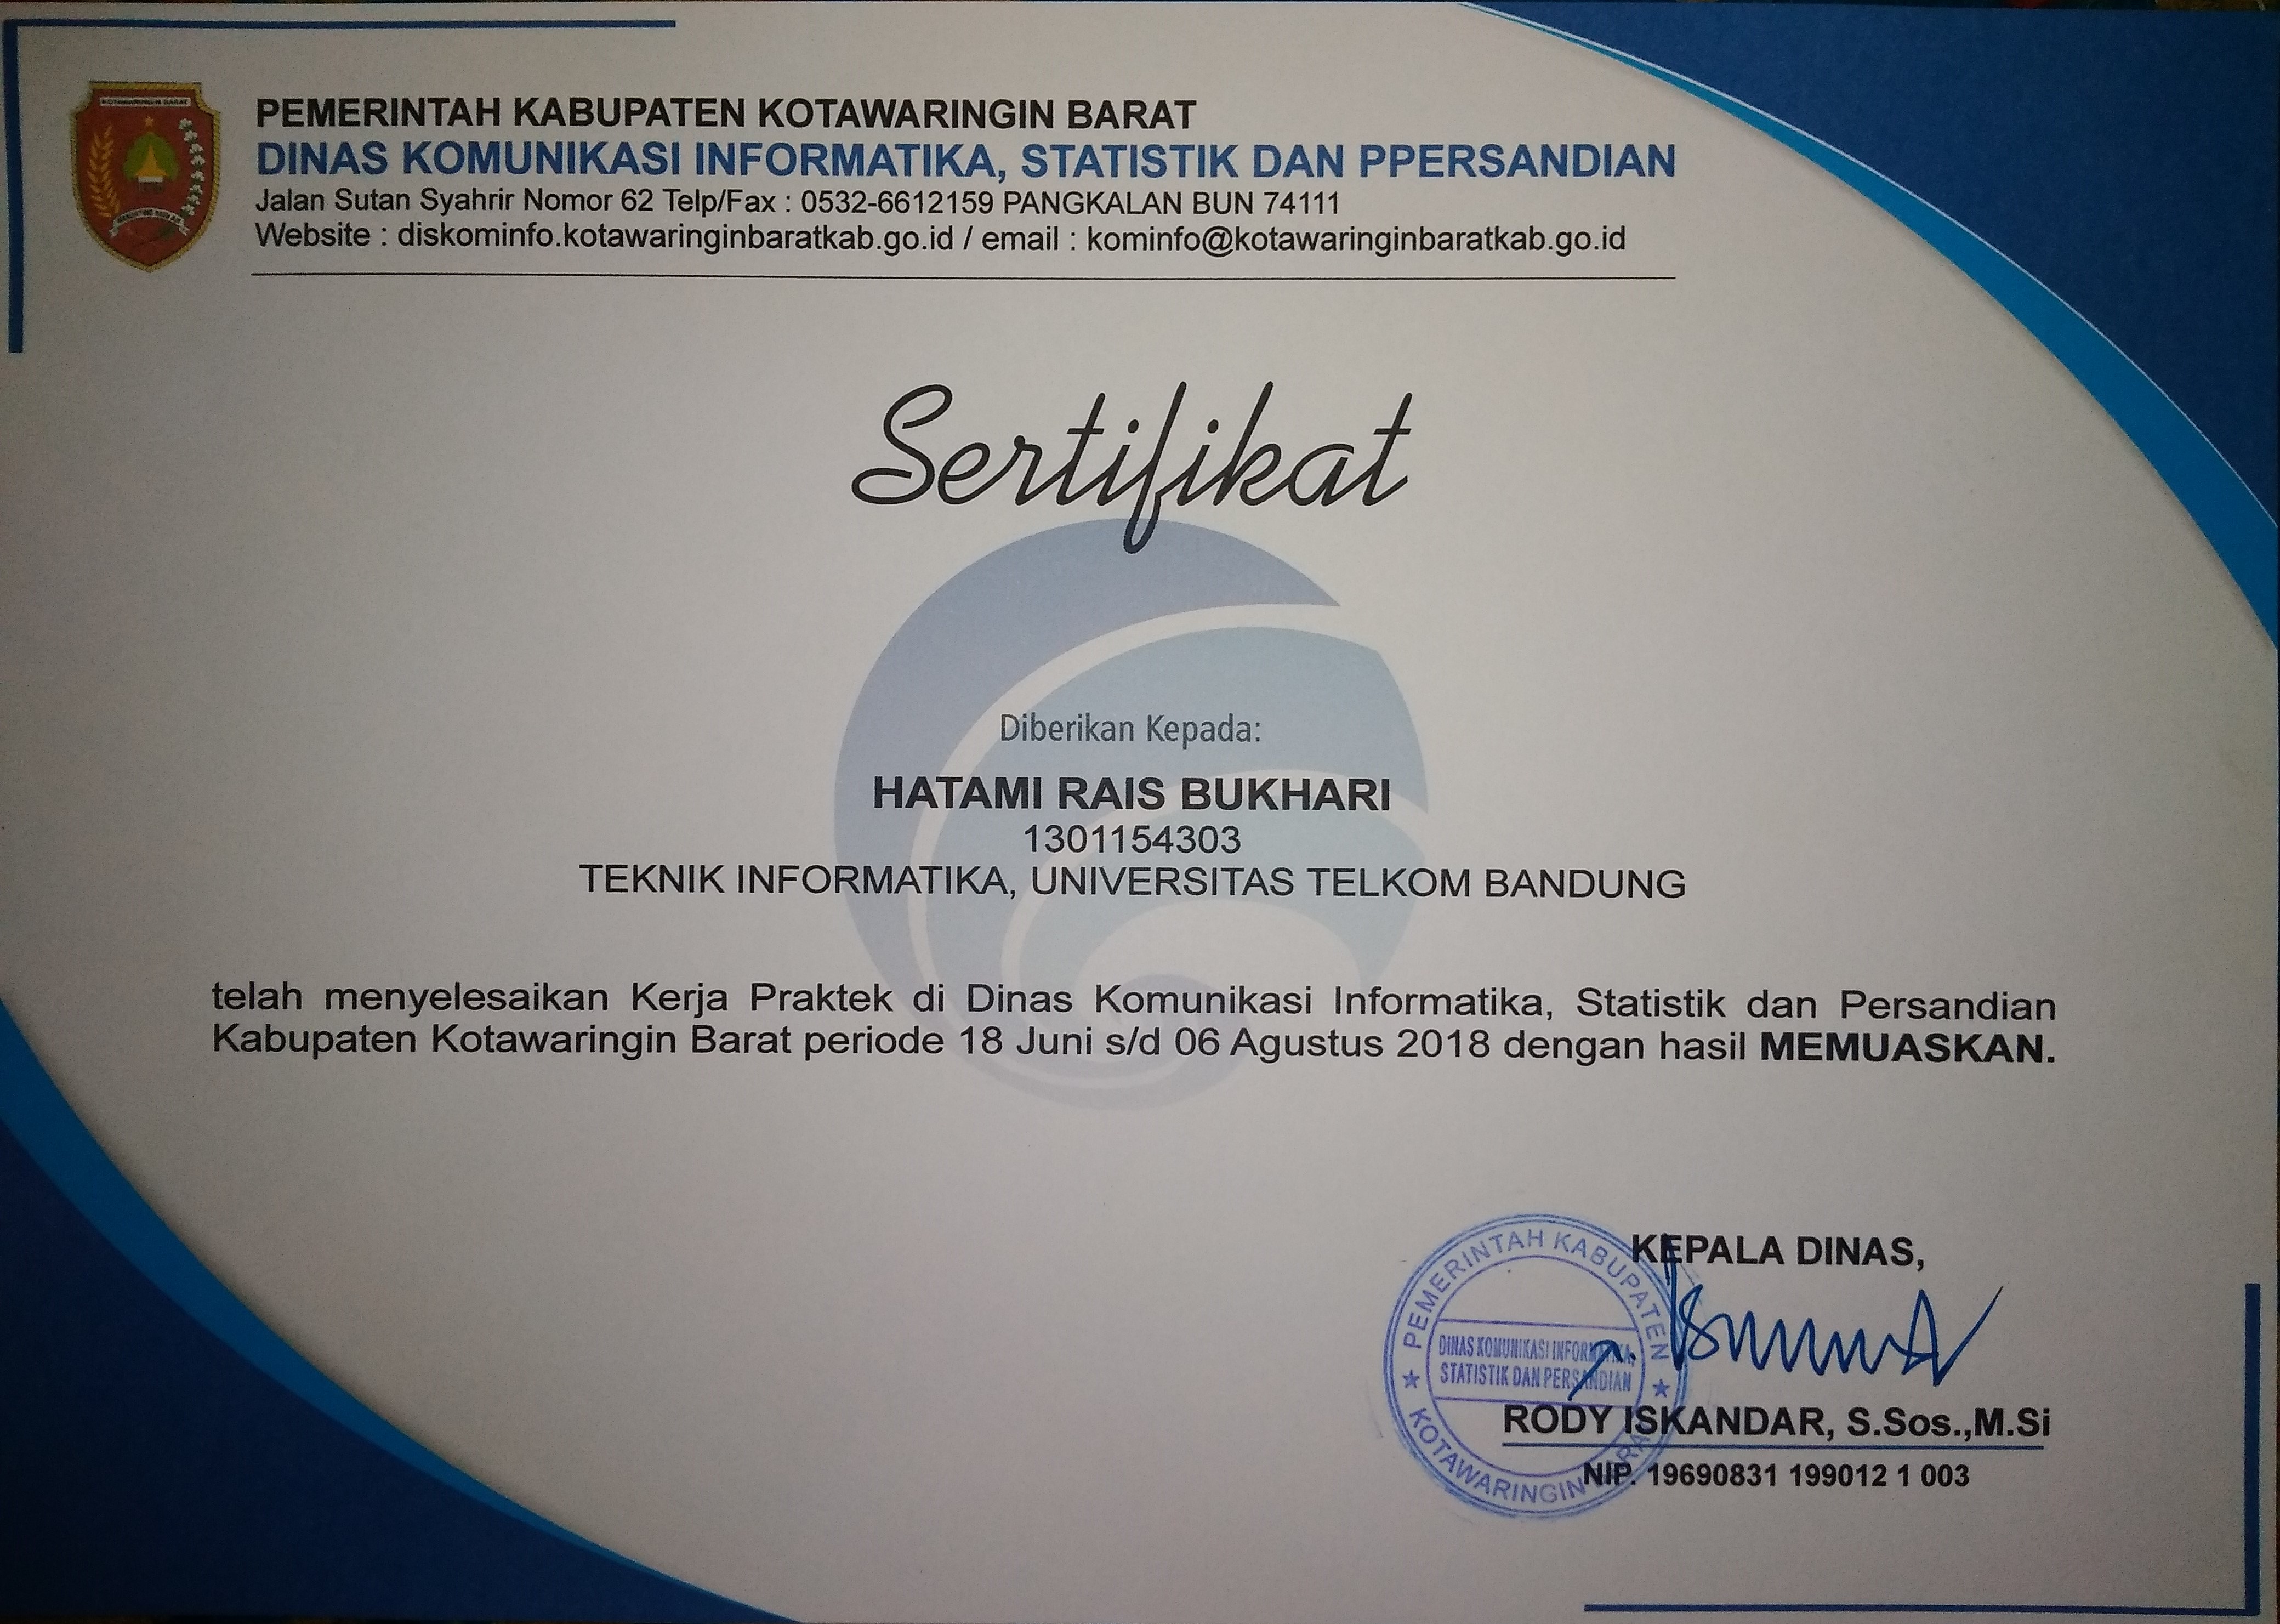 KOTAWARINGIN BARAT
PEMERINTAH KABUPATEN KOTAWARINGIN BARAT
DINAS KOMUNIKASI INFORMATIKA, STATISTIK DAN PPERSANDIAN
Jalan Sutan Syahrir Nomor 62 Telp/Fax : 0532-6612159 PANGKALAN BUN 74111
Website : diskominfo.kotawaringinbaratkab.go.id / email : kominfo@kotawaringinbaratkab.go.id
Sertifikat
Diberikan Kepada:
HATAMI RAIS BUKHARI
1301154303
TEKNIK INFORMATIKA, UNIVERSITAS TELKOM BANDUNG
telah menyelesaikan Kerja Praktek di Dinas Komunikasi Informatika, Statistik dan Persandian
Kabupaten Kotawaringin Barat periode 18 Juni s/d 06 Agustus 2018 dengan hasil MEMUASKAN.
KEPALA DINAS,
PEMERINTAH KABUPATEN
DINAS KOMUNIKASI INFORMATIKA,
STATISTIK DAN PERSANDIAN
KOTAWARINGIN BARAT
RODY ISKANDAR, S.Sos.,M.Si
NIP. 19690831 199012 1 003